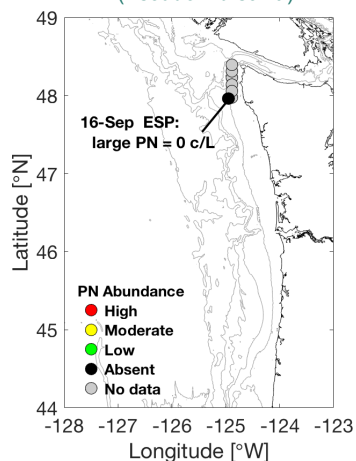 49
48
47
46
45
44
Latitude [°N]
16-Sep ESP:
large PN = 0 c/L
PN Abundance
High
Moderate
Low
Absent
No data
-128 -127 -126 -125 -124 -123
Longitude [°W]